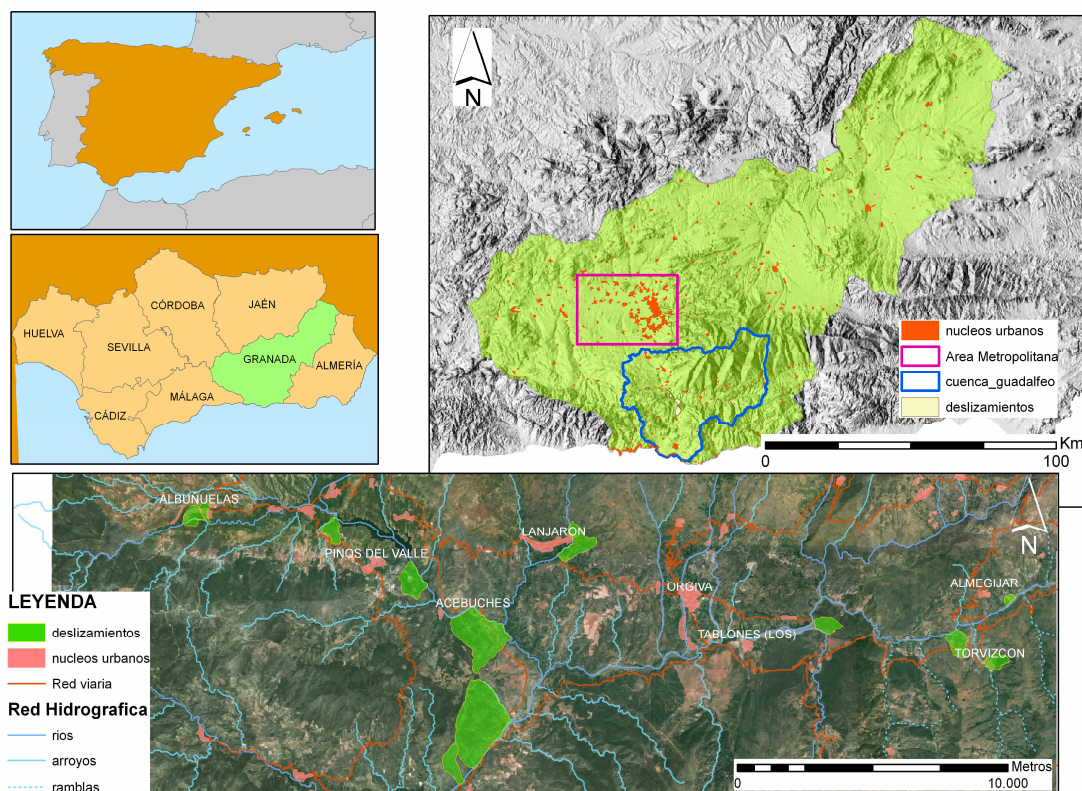 N
nucleos urbanos
Area Metropolitana
cuenca_guadalfeo
deslizamientos
Km
0 100
HUELVA
SEVILLA
CÓRDOBA
JAÉN
GRANADA
ALMERÍA
MÁLAGA
CÁDIZ
ALBUÑUELAS
PINOS DEL VALLE
ACEBUCHES
LANJARON
ORGIVA
TABLONES (LOS)
ALMEGIJAR
TORVIZCON
N
LEYENDA
deslizamientos
nucleos urbanos
Red viaria
Red Hidrografica
rios
arroyos
ramblas
Metros
0 10.000